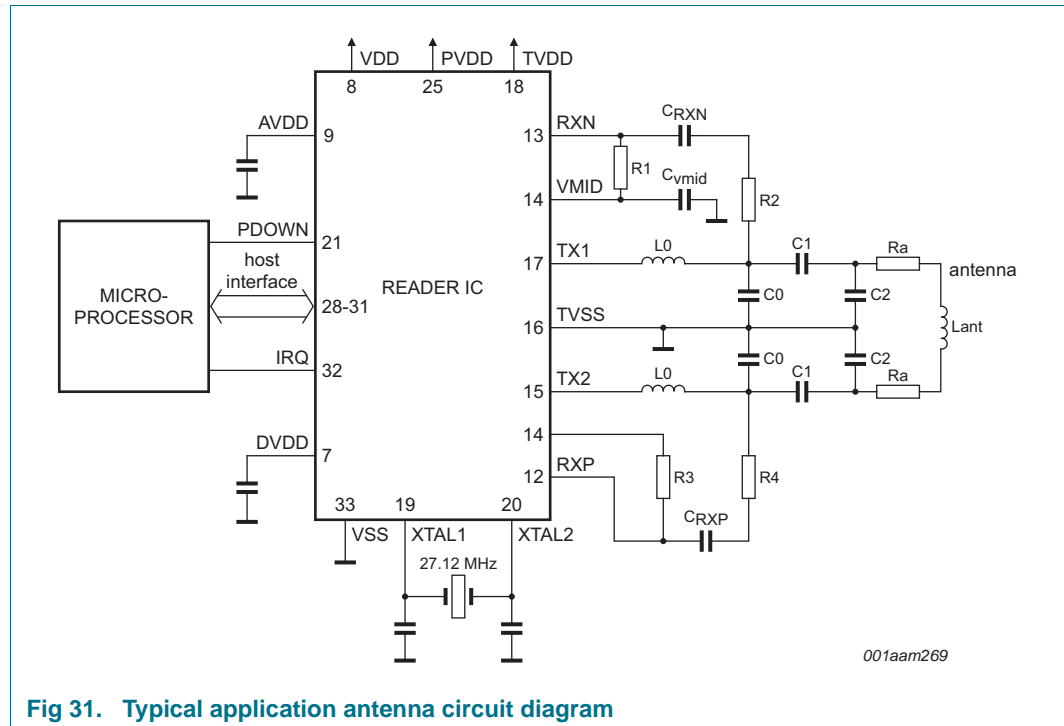 VDD PVDD TVDD
8 25 18
AVDD
9
RXN
13
CRXN
R1
VMID
14
Cvmid
R2
PDOWN
21
host
interface
MICRO-
PROCESSOR
28-31
IRQ
32
READER IC
TX1
17
L0
C1
Ra
antenna
C0
C2
TVSS
16
Lant
C0
C2
TX2
15
L0
C1
Ra
14
RXP
12
R3
R4
CRXP
DVDD
7
33 19 20
VSS XTAL1 XTAL2
27.12 MHz
001aam269
Fig 31. Typical application antenna circuit diagram